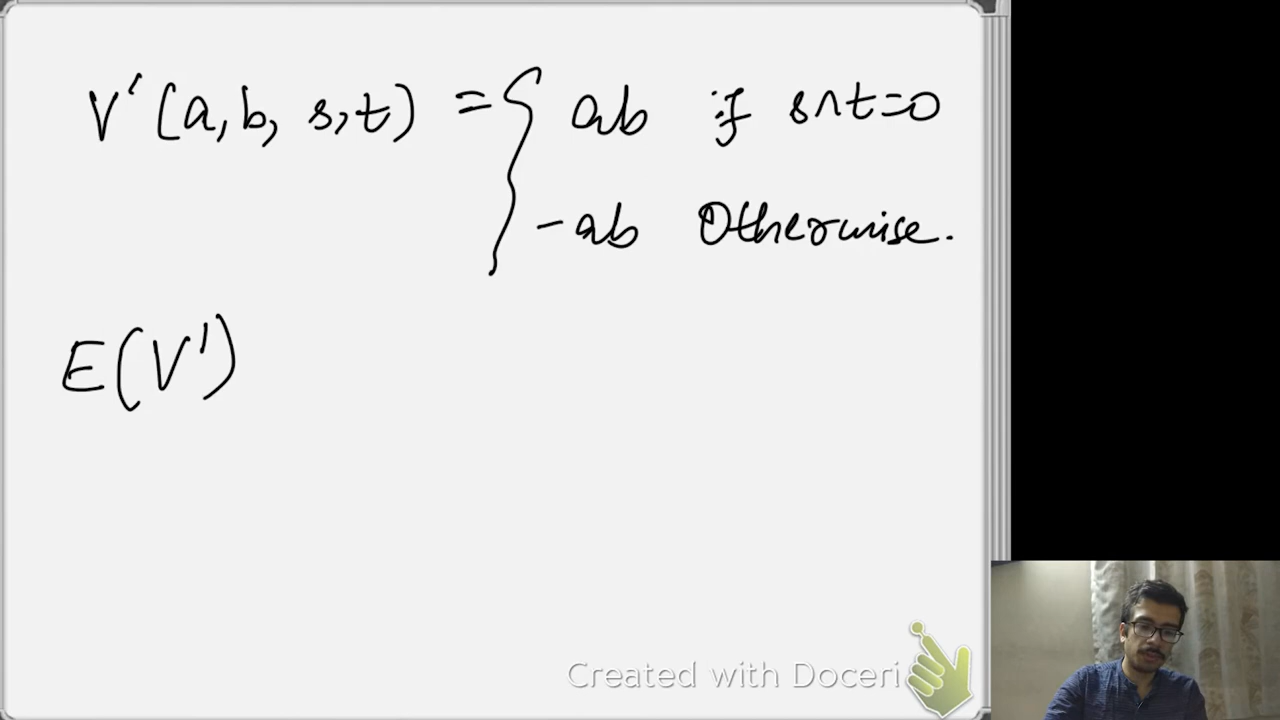 V'(a, b, s, t) = { ab if s∧t=0
-ab Otherwise.
E(V')
Created with Doceri